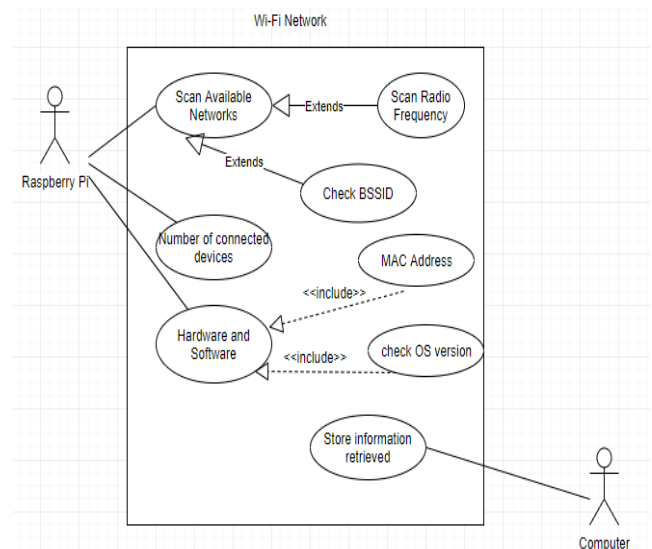 Wi-Fi Network
Scan Available
Networks
Extends
Scan Radio
Frequency
Raspberry Pi
Extends
Check BSSID
Number of connected
devices
MAC Address
<<include>>
Hardware and
Software
<<include>>
check OS version
Store information
retrieved
Computer